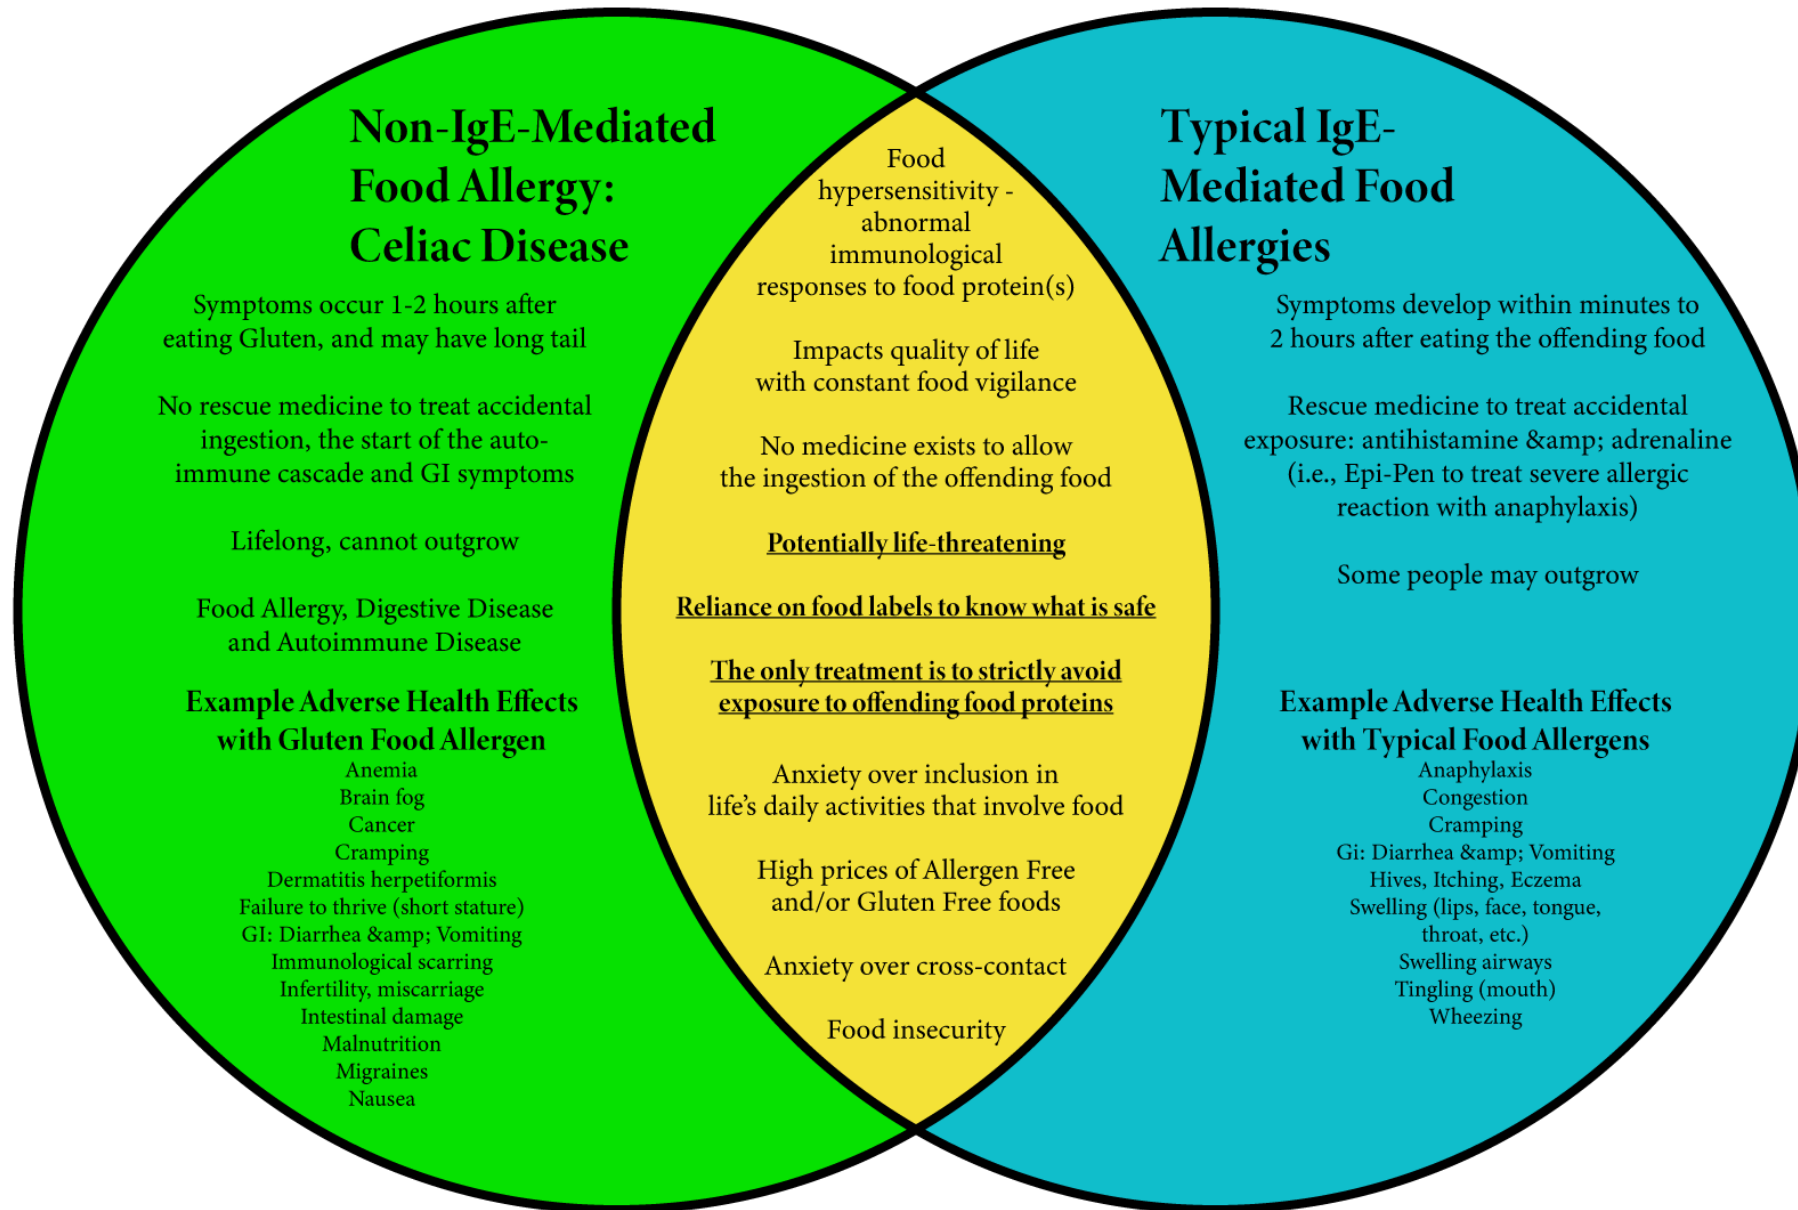 Non-IgE-Mediated
Food Allergy:
Celiac Disease
Symptoms occur 1-2 hours after
eating Gluten, and may have long tail
No rescue medicine to treat accidental
ingestion, the start of the auto-
immune cascade and GI symptoms
Lifelong, cannot outgrow
Food Allergy, Digestive Disease
and Autoimmune Disease
Example Adverse Health Effects
with Gluten Food Allergen
Anemia
Brain fog
Cancer
Cramping
Dermatitis herpetiformis
Failure to thrive (short stature)
GI: Diarrhea &amp; Vomiting
Immunological scarring
Infertility, miscarriage
Intestinal damage
Malnutrition
Migraines
Nausea
Food
hypersensitivity -
abnormal
immunological
responses to food protein(s)
Impacts quality of life
with constant food vigilance
No medicine exists to allow
the ingestion of the offending food
Potentially life-threatening
Reliance on food labels to know what is safe
The only treatment is to strictly avoid
exposure to offending food proteins
Anxiety over inclusion in
life’s daily activities that involve food
High prices of Allergen Free
and/or Gluten Free foods
Anxiety over cross-contact
Food insecurity
Typical IgE-
Mediated Food
Allergies
Symptoms develop within minutes to
2 hours after eating the offending food
Rescue medicine to treat accidental
exposure: antihistamine &amp; adrenaline
(i.e., Epi-Pen to treat severe allergic
reaction with anaphylaxis)
Some people may outgrow
Example Adverse Health Effects
with Typical Food Allergens
Anaphylaxis
Congestion
Cramping
Gi: Diarrhea &amp; Vomiting
Hives, Itching, Eczema
Swelling (lips, face, tongue,
throat, etc.)
Swelling airways
Tingling (mouth)
Wheezing